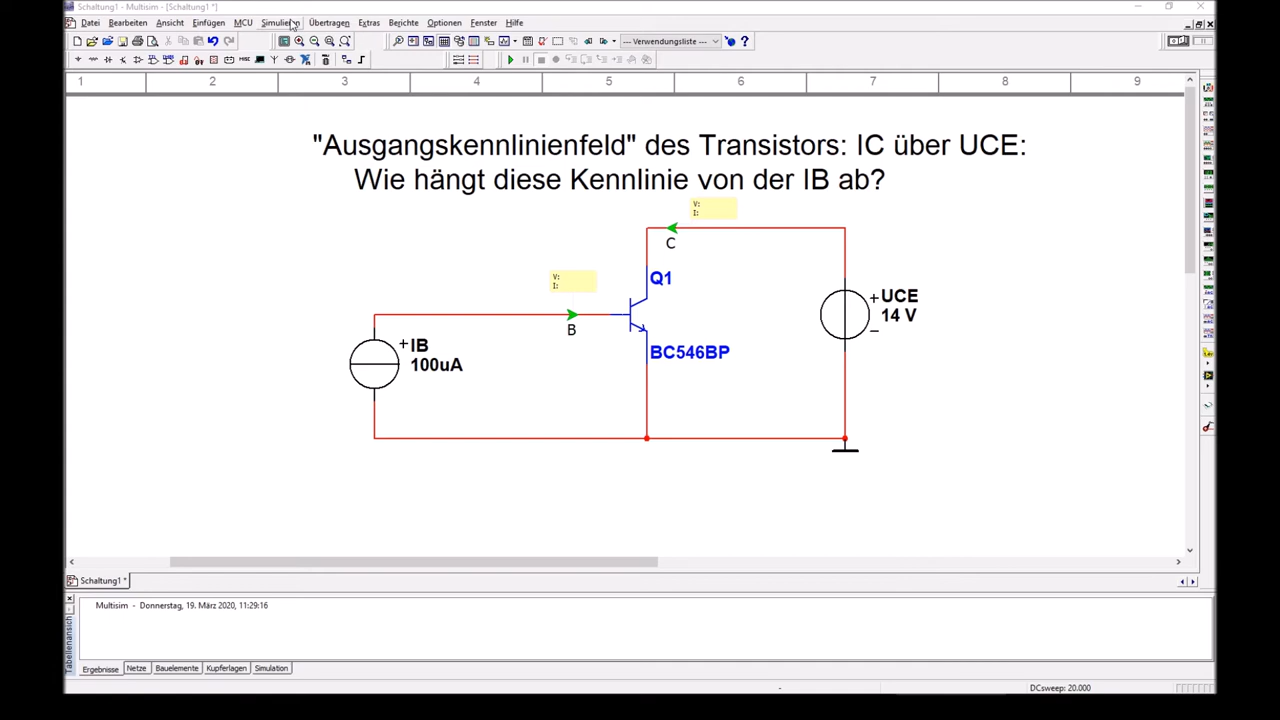 Schaltung1 - Multisim - [Schaltung1 *]
Datei Bearbeiten Ansicht Einfügen MCU Simulieren Übertragen Extras Berichte Optionen Fenster Hilfe
--- Verwendungsliste ---
1 2 3 4 5 6 7 8 9
"Ausgangskennlinienfeld" des Transistors: IC über UCE:
Wie hängt diese Kennlinie von der IB ab?
V:
I:
C
V:
I:
Q1
B
+ UCE
14 V
−
+ IB
100uA
BC546BP
Schaltung1 *
Multisim - Donnerstag, 19. März 2020, 11:29:16
Tabellenansicht
Ergebnisse Netze Bauelemente Kupferlagen Simulation
- DCsweep: 20.000